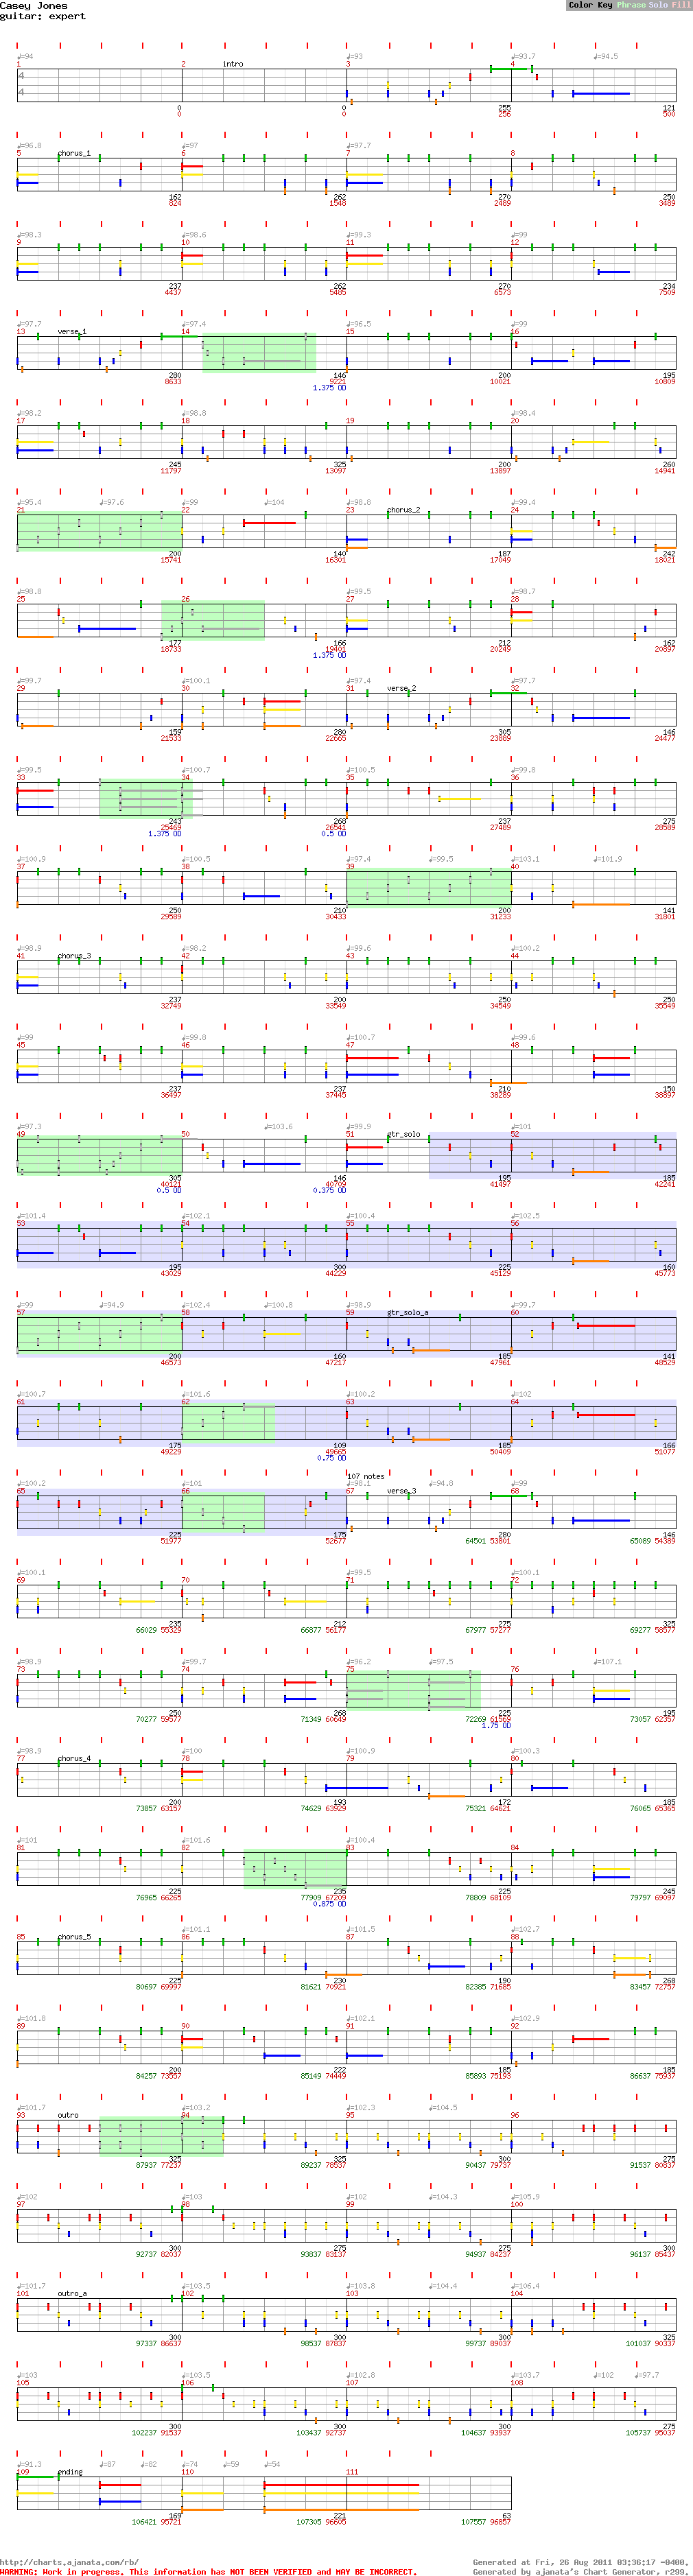 Casey Jones
guitar: expert
Color Key Phrase Solo Fill
♩=94 ♩=93 ♩=93.7 ♩=94.5
1 2 intro 3 4
0 0 255 121
0 0 256 500
♩=96.8 ♩=97 ♩=97.7
5 chorus_1 6 7 8
162 262 270 250
824 1548 2489 3489
♩=98.3 ♩=98.6 ♩=99.3 ♩=99
9 10 11 12
237 262 270 234
4437 5485 6573 7509
♩=97.7 ♩=97.4 ♩=96.5 ♩=99
13 verse_1 14 15 16
280 146 200 195
8633 9221 10021 10809
1.375 OD
♩=98.2 ♩=98.8 ♩=98.4
17 18 19 20
245 325 200 260
11797 13097 13897 14941
♩=95.4 ♩=97.6 ♩=99 ♩=104 ♩=98.8 ♩=99.4
21 22 23 chorus_2 24
200 140 187 242
15741 16301 17049 18021
♩=98.8 ♩=99.5 ♩=98.7
25 26 27 28
177 166 212 162
18733 19401 20249 20897
1.375 OD
♩=99.7 ♩=100.1 ♩=97.4 ♩=97.7
29 30 31 verse_2 32
159 280 305 146
21533 22665 23889 24477
♩=99.5 ♩=100.7 ♩=100.5 ♩=99.8
33 34 35 36
243 268 237 275
25469 26541 27489 28589
1.375 OD 0.5 OD
♩=100.9 ♩=100.5 ♩=97.4 ♩=99.5 ♩=103.1 ♩=101.9
37 38 39 40
250 210 200 141
29589 30433 31233 31801
♩=98.9 ♩=98.2 ♩=99.6 ♩=100.2
41 chorus_3 42 43 44
237 200 250 250
32749 33549 34549 35549
♩=99 ♩=99.8 ♩=100.7 ♩=99.6
45 46 47 48
237 237 210 150
36497 37445 38289 38897
♩=97.3 ♩=103.6 ♩=99.9 ♩=101
49 50 51 gtr_solo 52
305 146 195 185
40121 40709 41497 42241
0.5 OD 0.375 OD
♩=101.4 ♩=102.1 ♩=100.4 ♩=102.5
53 54 55 56
195 300 225 160
43029 44229 45129 45773
♩=99 ♩=94.9 ♩=102.4 ♩=100.8 ♩=98.9 ♩=99.7
57 58 59 gtr_solo_a 60
200 160 185 141
46573 47217 47961 48529
♩=100.7 ♩=101.6 ♩=100.2 ♩=102
61 62 63 64
175 109 185 166
49229 49665 50409 51077
0.75 OD
107 notes
♩=100.2 ♩=101 ♩=98.1 ♩=94.8 ♩=99
65 66 67 verse_3 68
225 175 280 146
51977 52677 64501 53801 65089 54389
♩=100.1 ♩=99.5 ♩=100.1
69 70 71 72
235 212 275 325
66029 55329 66877 56177 67977 57277 69277 58577
♩=98.9 ♩=99.7 ♩=96.2 ♩=97.5 ♩=107.1
73 74 75 76
250 268 225 195
70277 59577 71349 60649 72269 61569 73057 62357
1.75 OD
♩=98.9 ♩=100 ♩=100.9 ♩=100.3
77 chorus_4 78 79 80
200 193 172 185
73857 63157 74629 63929 75321 64621 76065 65365
♩=101 ♩=101.6 ♩=100.4
81 82 83 84
225 235 225 245
76965 66265 77909 67209 78809 68109 79797 69097
0.875 OD
♩=101.1 ♩=101.5 ♩=102.7
85 chorus_5 86 87 88
225 230 190 268
80697 69997 81621 70921 82385 71685 83457 72757
♩=101.8 ♩=102.1 ♩=102.9
89 90 91 92
200 222 185 185
84257 73557 85149 74449 85893 75193 86637 75937
♩=101.7 ♩=103.2 ♩=102.3 ♩=104.5
93 outro 94 95 96
325 325 300 275
87937 77237 89237 78537 90437 79737 91537 80837
♩=102 ♩=103 ♩=102 ♩=104.3 ♩=105.9
97 98 99 100
300 275 275 300
92737 82037 93837 83137 94937 84237 96137 85437
♩=101.7 ♩=103.5 ♩=103.8 ♩=104.4 ♩=106.4
101 outro_a 102 103 104
300 300 300 325
97337 86637 98537 87837 99737 89037 101037 90337
♩=103 ♩=103.5 ♩=102.8 ♩=103.7 ♩=102 ♩=97.7
105 106 107 108
300 300 300 275
102237 91537 103437 92737 104637 93937 105737 95037
♩=91.3 ♩=87 ♩=82 ♩=74 ♩=59 ♩=54
109 ending 110 111
169 221 63
106421 95721 107305 96605 107557 96857
http://charts.ajanata.com/rb/
Generated at Fri, 26 Aug 2011 03:36:17 -0400.
WARNING: Work in progress. This information has NOT BEEN VERIFIED and MAY BE INCORRECT.
Generated by ajanata's Chart Generator, r299.